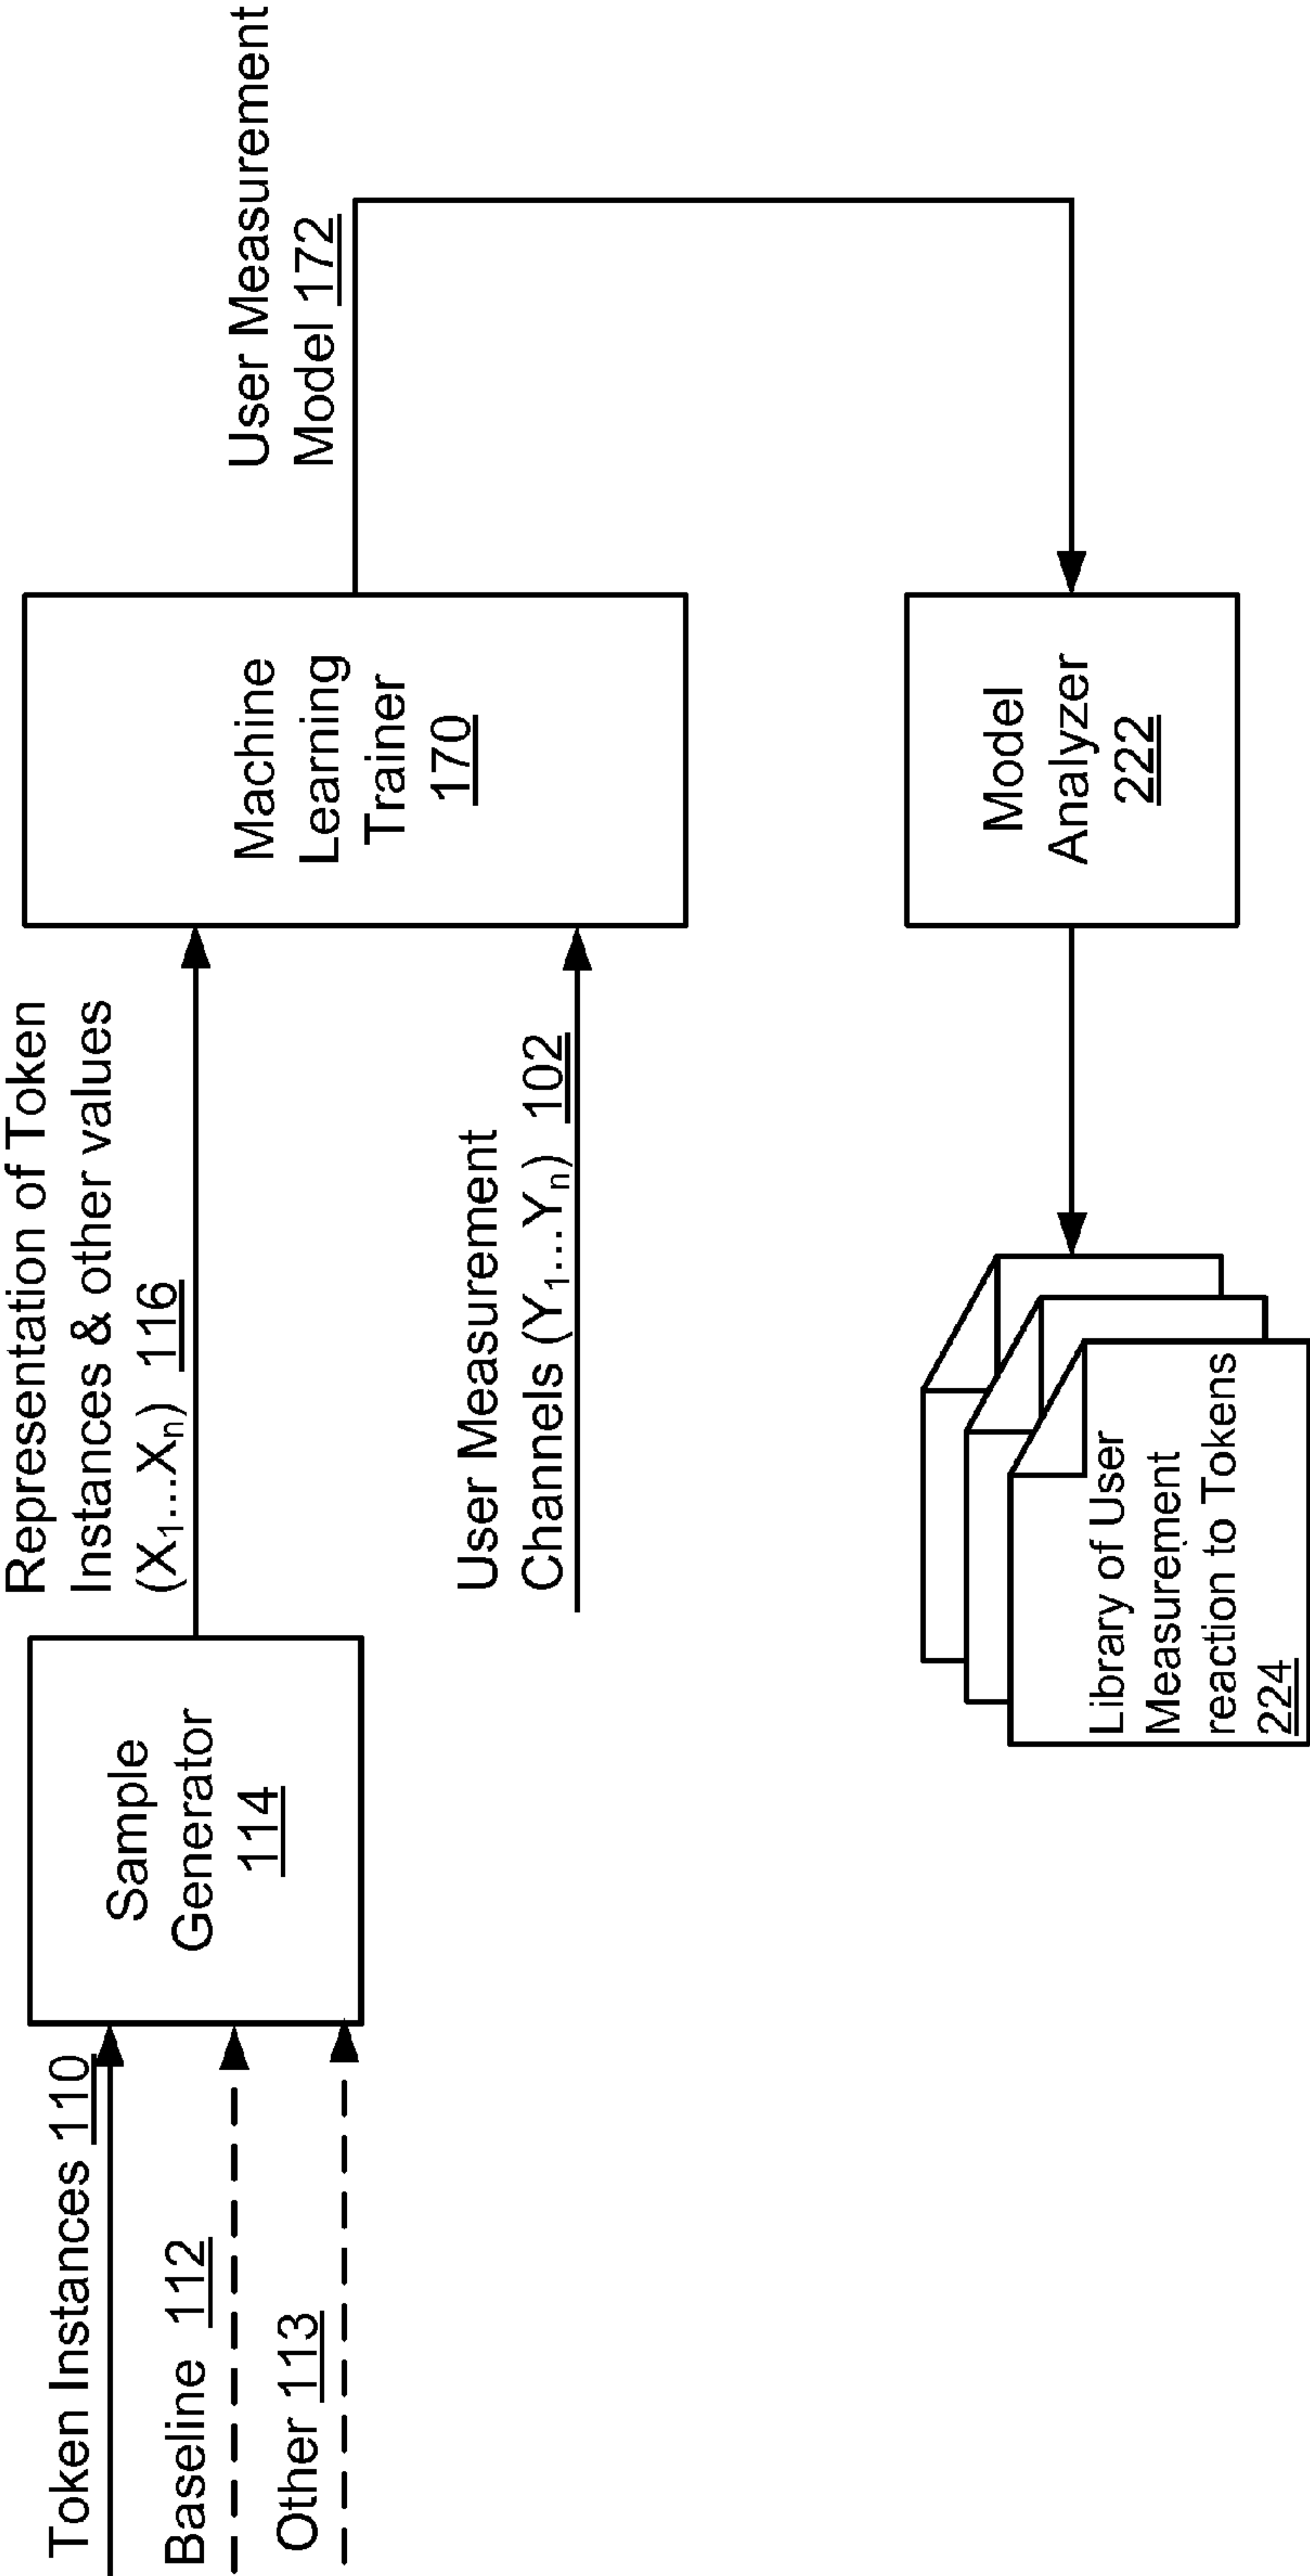 Token Instances 110
Baseline 112
Other 113
Sample
Generator
114
Representation of Token
Instances & other values
(X₁...Xₙ) 116
User Measurement
Channels (Y₁...Yₙ) 102
Machine
Learning
Trainer
170
User Measurement
Model 172
Model
Analyzer
222
Library of User
Measurement
reaction to Tokens
224